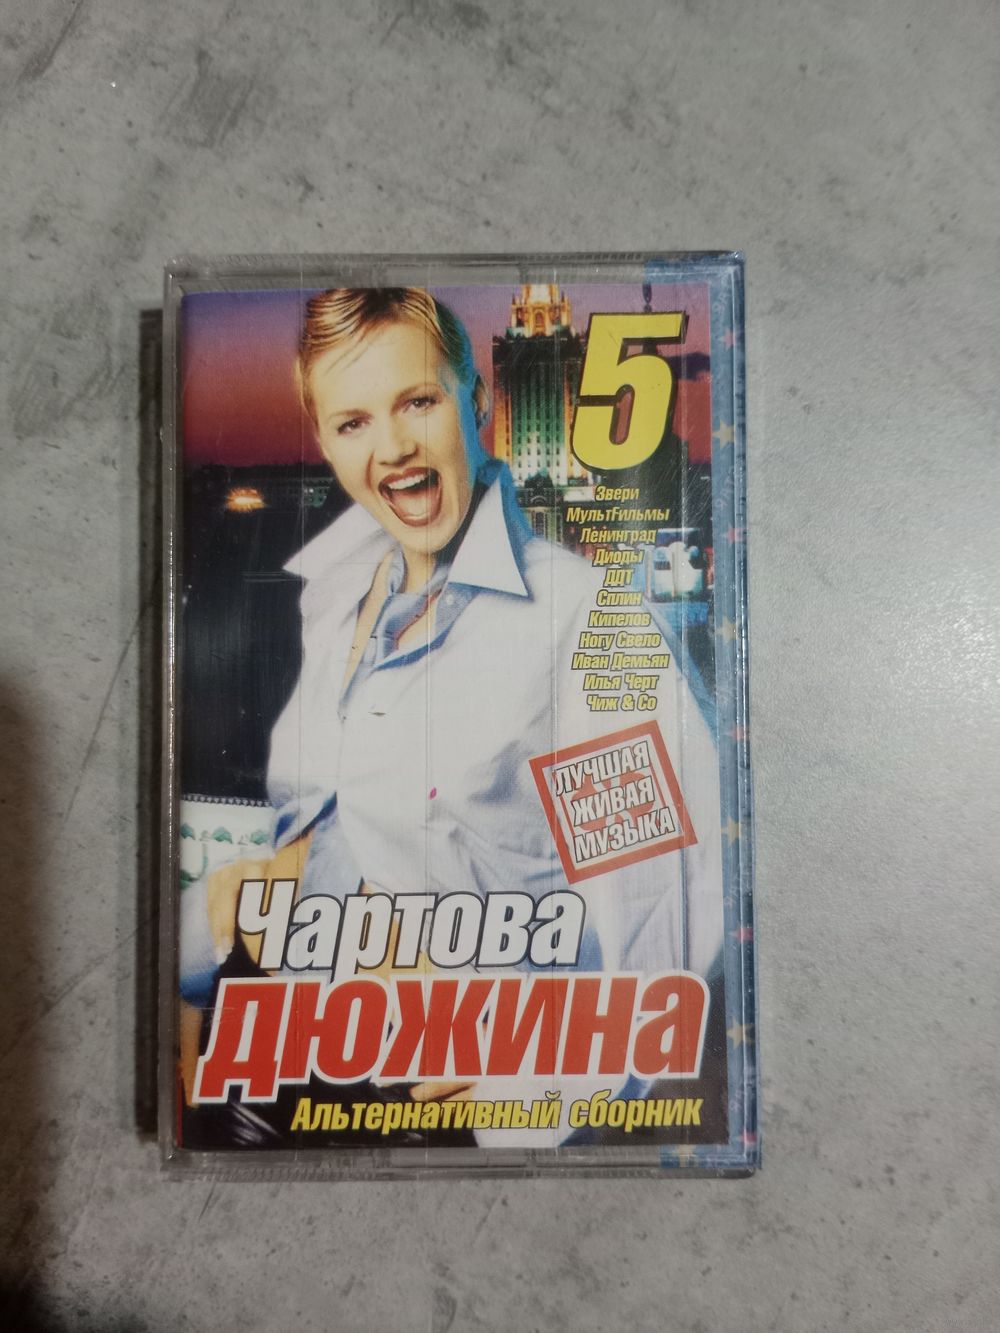 5
Звери
МультFильмы
Ленинград
Диоды
ДДТ
Сплин
Кипелов
Ногу Свело
Иван Демьян
Илья Черт
Чиж & Со
ЛУЧШАЯ
ЖИВАЯ
МУЗЫКА
Чартова
ДЮЖИНА
Альтернативный сборник